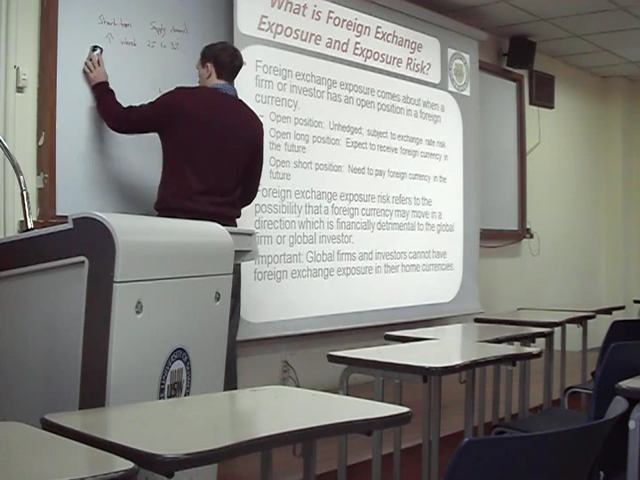 Short term Supply demand
What is Foreign Exchange
Exposure and Exposure Risk?
Foreign exchange exposure comes about when a
firm or investor has an open position in a foreign
currency.
– Open position: Unhedged; subject to exchange rate risk
Open long position: Expect to receive foreign currency in
the future
Open short position: Need to pay foreign currency in the
future
Foreign exchange exposure risk refers to the
possibility that a foreign currency may move in a
direction which is financially detrimental to the global
firm or global investor.
Important: Global firms and investors cannot have
foreign exchange exposure in their home currencies.